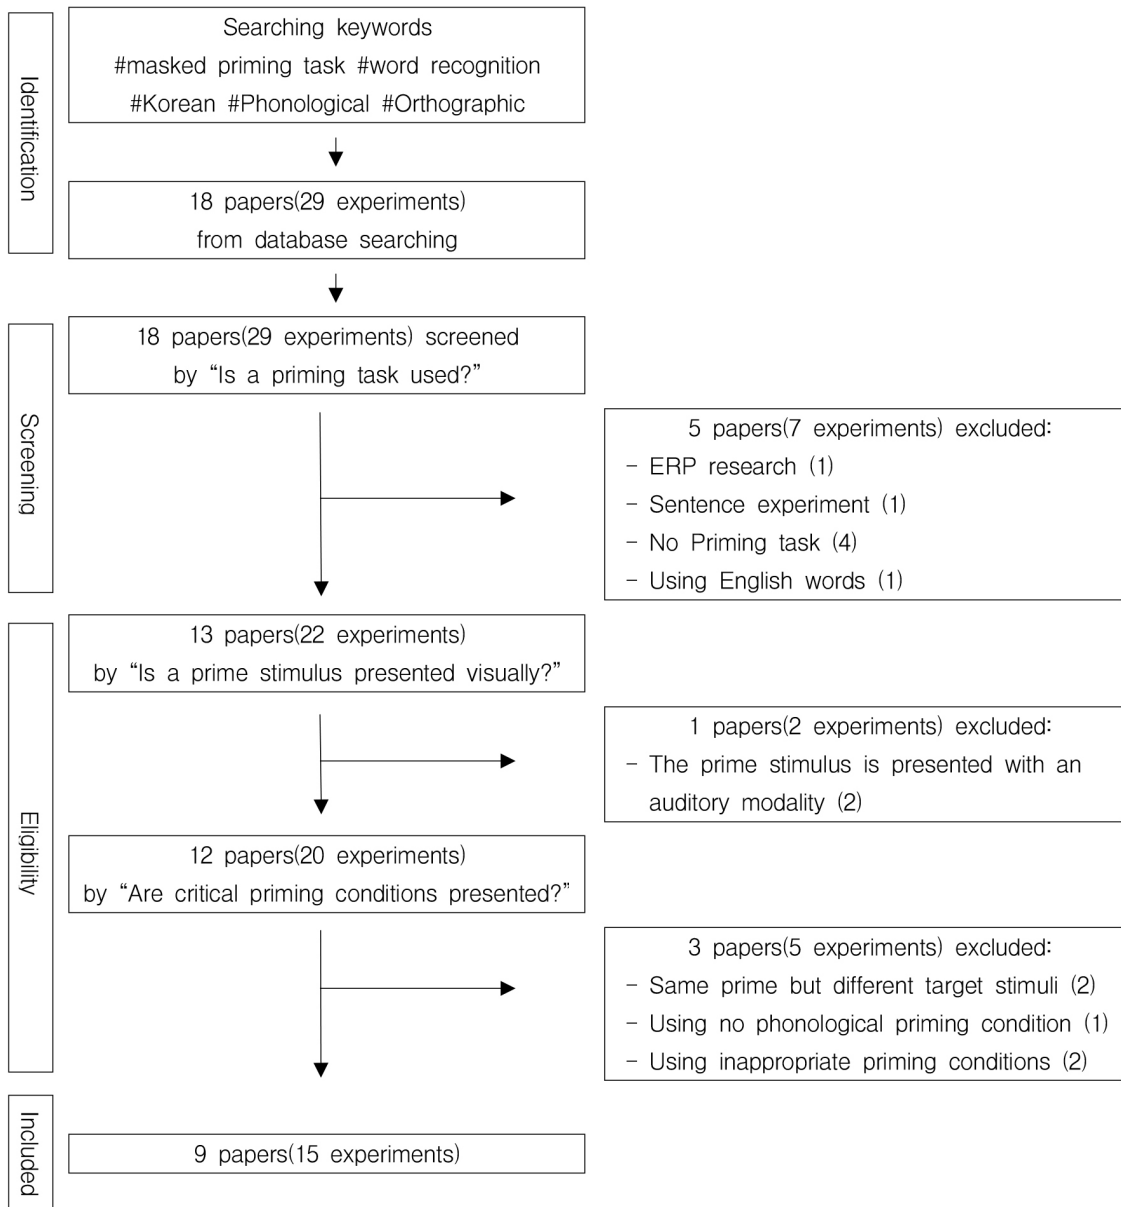 Identification
Searching keywords
#masked priming task #word recognition
#Korean #Phonological #Orthographic
18 papers(29 experiments)
from database searching
Screening
18 papers(29 experiments) screened
by “Is a priming task used?”
5 papers(7 experiments) excluded:
- ERP research (1)
- Sentence experiment (1)
- No Priming task (4)
- Using English words (1)
Eligibility
13 papers(22 experiments)
by “Is a prime stimulus presented visually?”
1 papers(2 experiments) excluded:
- The prime stimulus is presented with an
auditory modality (2)
12 papers(20 experiments)
by “Are critical priming conditions presented?”
3 papers(5 experiments) excluded:
- Same prime but different target stimuli (2)
- Using no phonological priming condition (1)
- Using inappropriate priming conditions (2)
Included
9 papers(15 experiments)